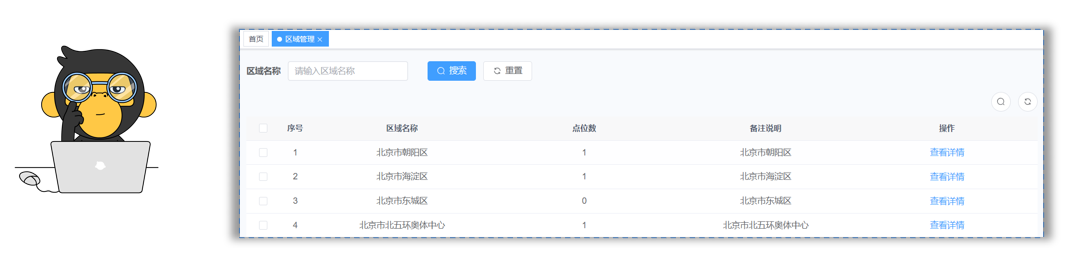 首页 区域管理 ×
区域名称 请输入区域名称 搜索 重置
序号 区域名称 点位数 备注说明 操作
1 北京市朝阳区 1 北京市朝阳区 查看详情
2 北京市海淀区 1 北京市海淀区 查看详情
3 北京市东城区 0 北京市东城区 查看详情
4 北京市北五环奥体中心 1 北京市北五环奥体中心 查看详情